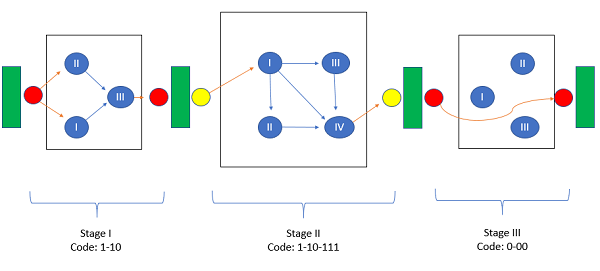 II
I
III
I
III
II
IV
II
I
III
Stage I
Code: 1-10
Stage II
Code: 1-10-111
Stage III
Code: 0-00